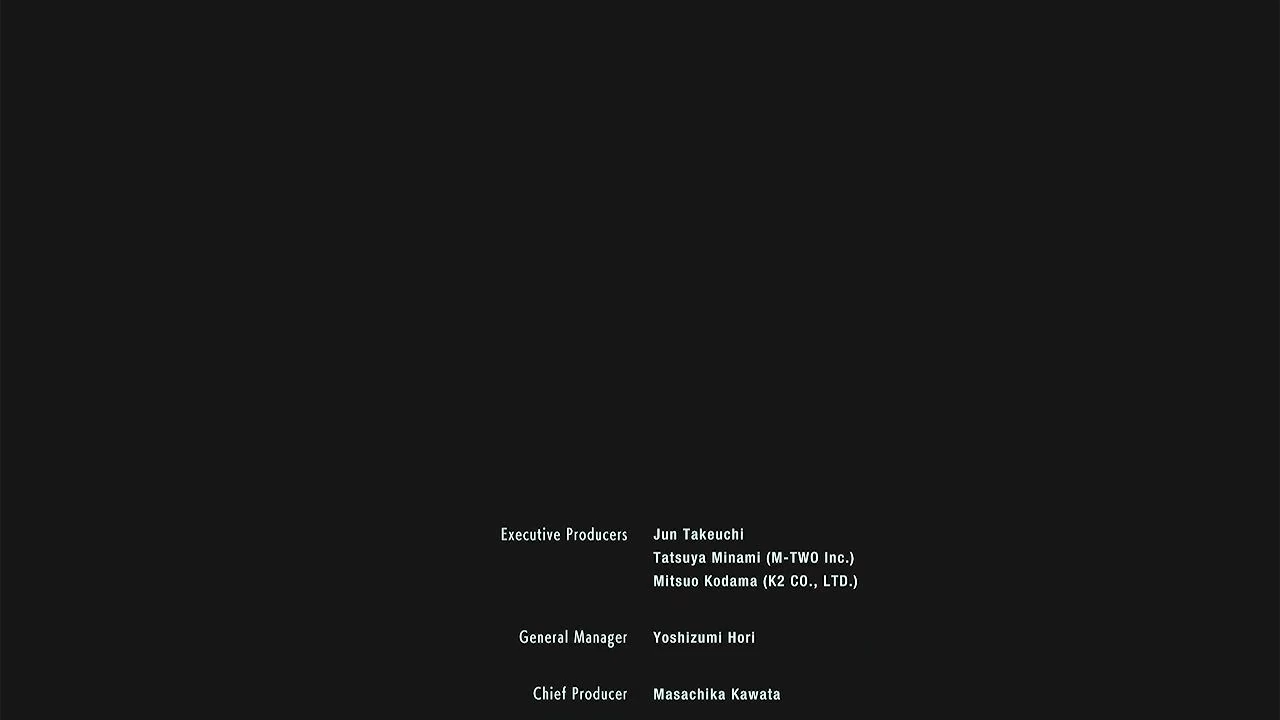 Executive Producers Jun Takeuchi
Tatsuya Minami (M-TWO Inc.)
Mitsuo Kodama (K2 CO., LTD.)
General Manager Yoshizumi Hori
Chief Producer Masachika Kawata